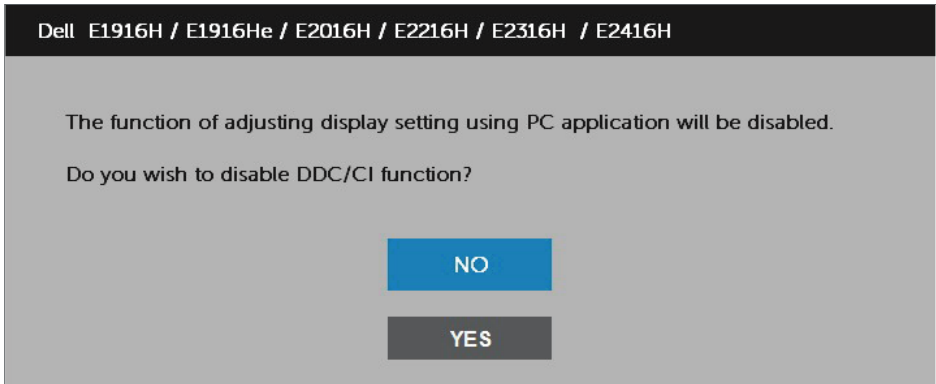 Dell E1916H / E1916He / E2016H / E2216H / E2316H / E2416H
The function of adjusting display setting using PC application will be disabled.
Do you wish to disable DDC/CI function?
NO
YES